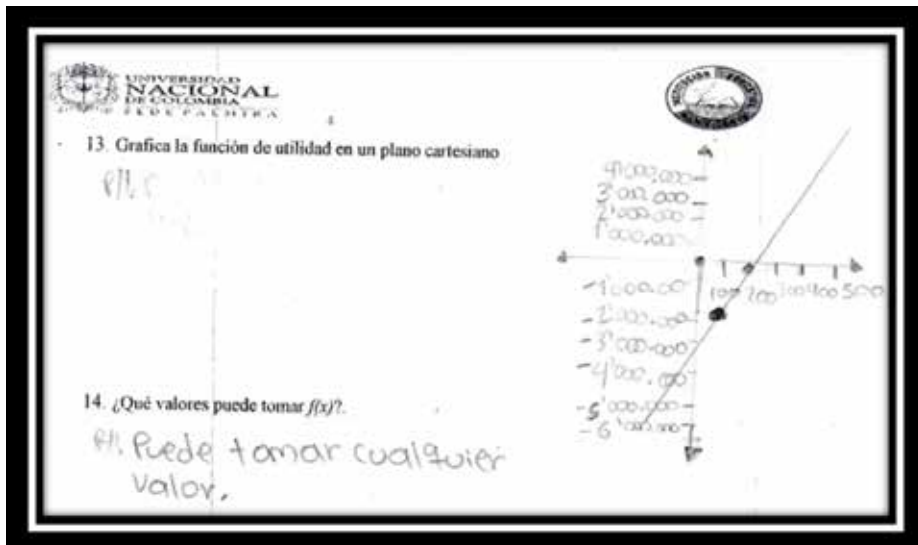 UNIVERSIDAD
NACIONAL
DE COLOMBIA
SEDE PALMIRA
13. Grafica la función de utilidad en un plano cartesiano
4'000,000
3'000.000
2'000.000
1'000,000
-1'000.00
100 200 300 400 500
-2'000.000
-3'000.000
-4'000.000
-5'000.000
-6'000.000
14. ¿Qué valores puede tomar f(x)?.
R//. Puede tomar cualquier
valor.